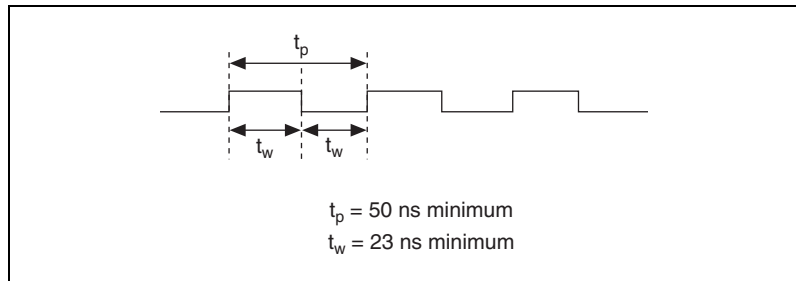 tp
tw tw
tp = 50 ns minimum
tw = 23 ns minimum